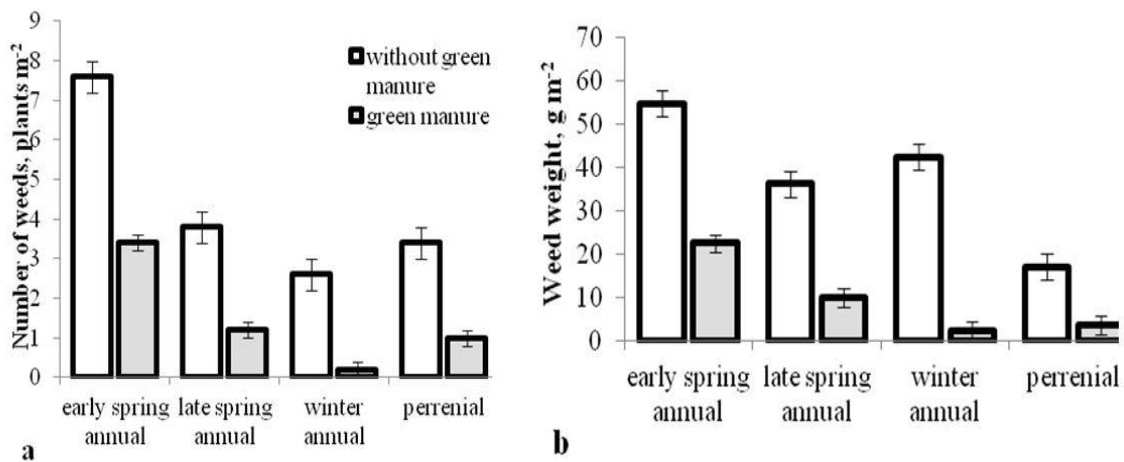 Number of weeds, plants m⁻²
9
8
7
6
5
4
3
2
1
0
without green
manure
green manure
early spring
annual
late spring
annual
winter
annual
perrenial
a
Weed weight, g m⁻²
70
60
50
40
30
20
10
0
early spring
annual
late spring
annual
winter
annual
perrenial
b